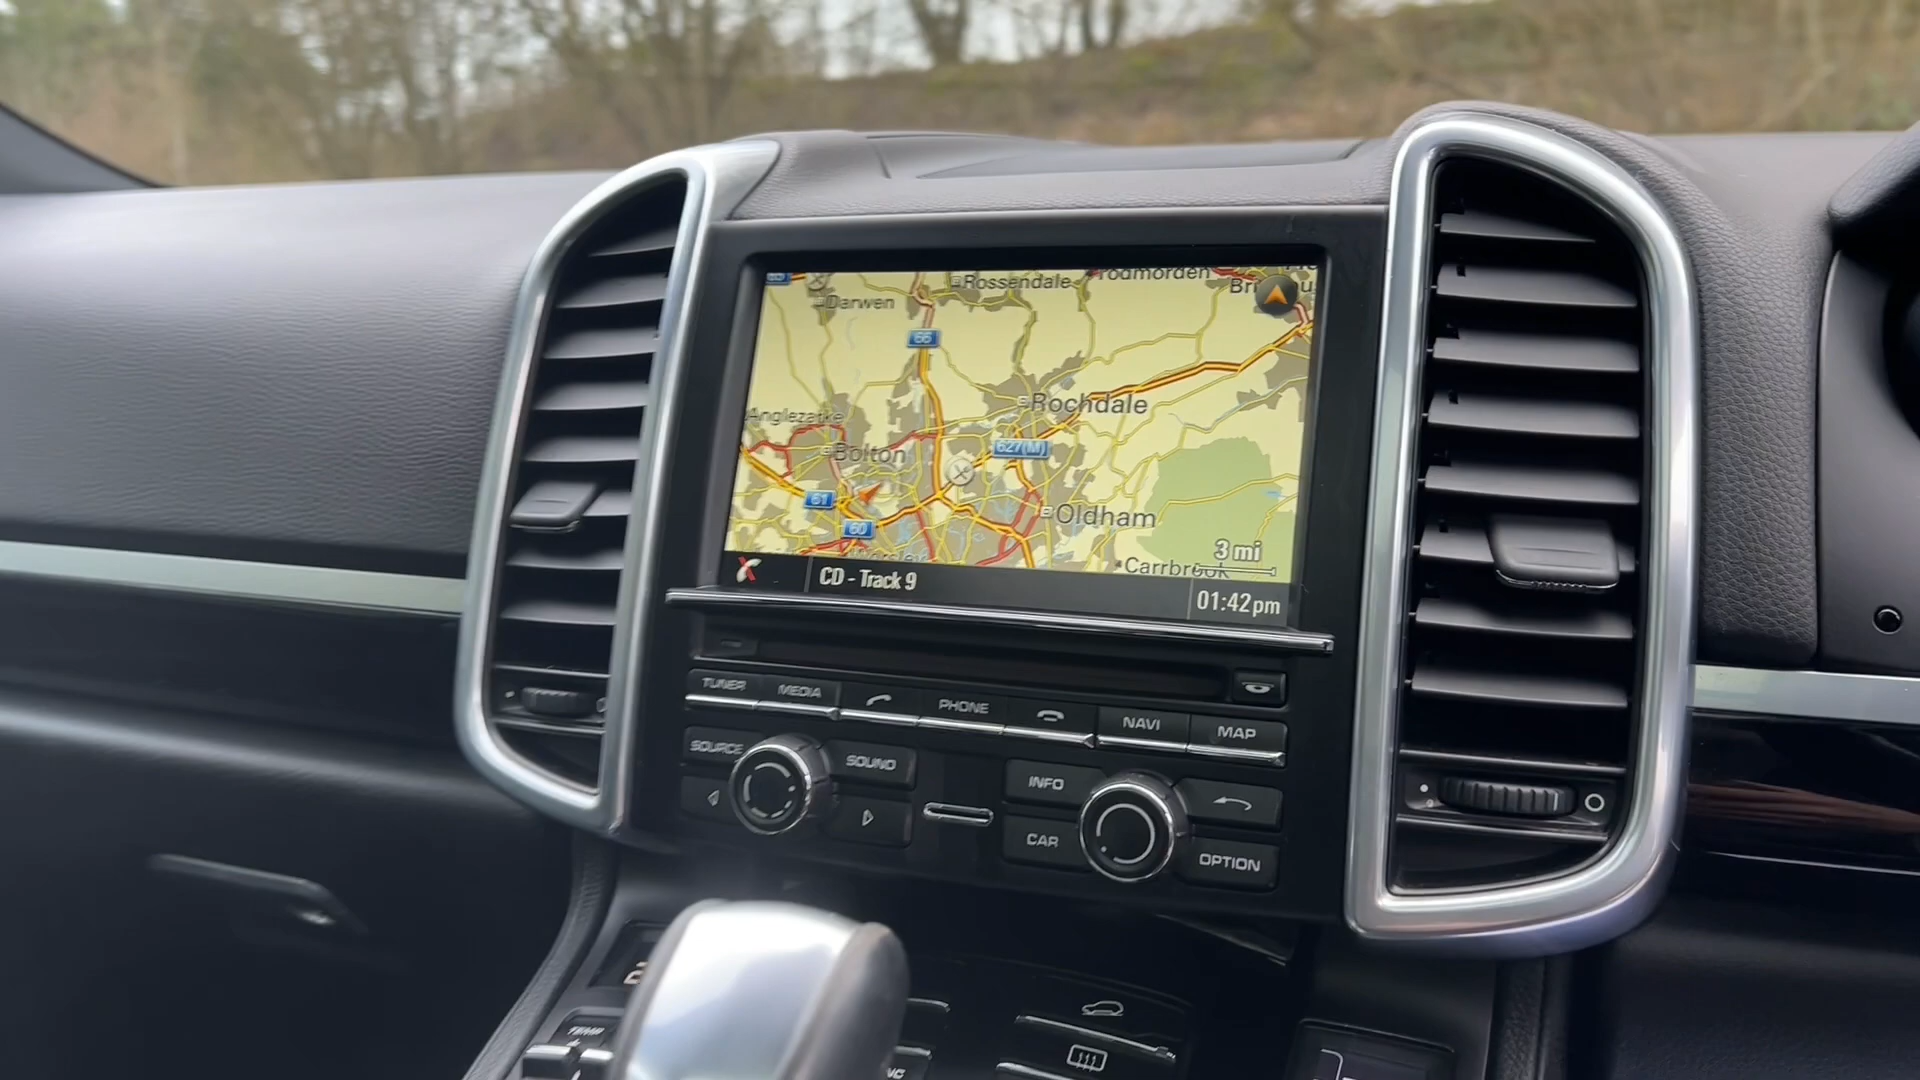 Rossendale
Todmorden
Darwen
66
Rochdale
Anglezarke
627(M)
Bolton
61
60
Oldham
3 mi
Carrbrook
CD - Track 9
01:42pm
TUNER
MEDIA
PHONE
NAVI
MAP
SOURCE
SOUND
INFO
CAR
OPTION
TEMP